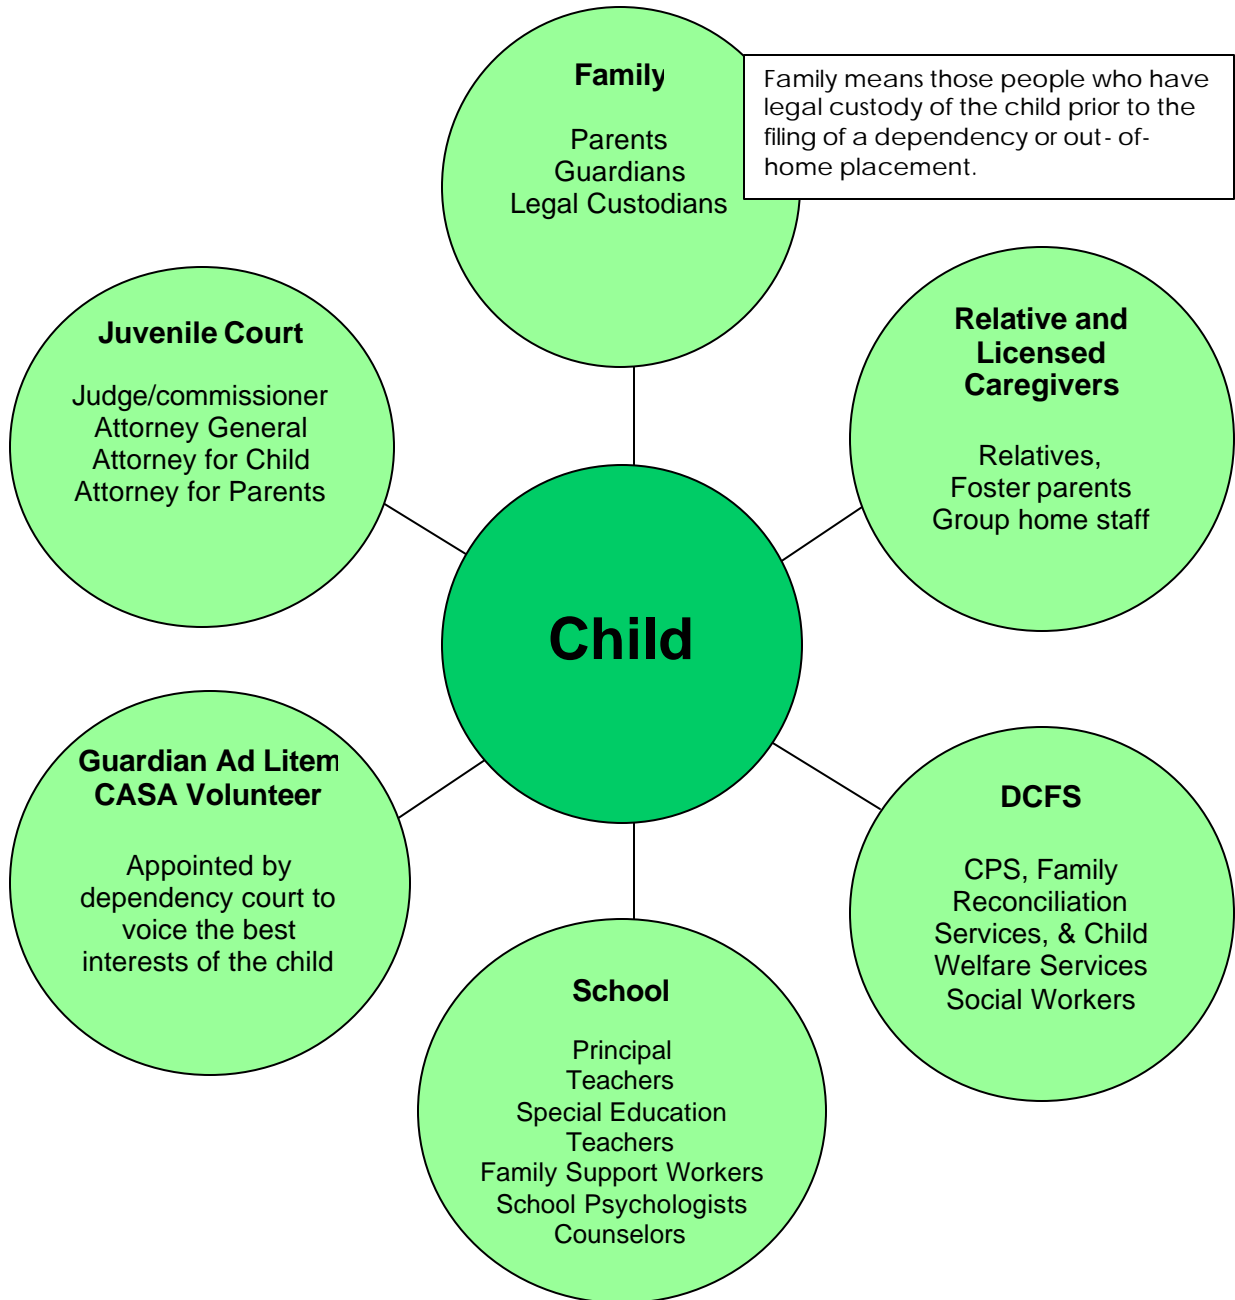 Family
Parents
Guardians
Legal Custodians
Family means those people who have
legal custody of the child prior to the
filing of a dependency or out- of-
home placement.
Juvenile Court
Judge/commissioner
Attorney General
Attorney for Child
Attorney for Parents
Relative and
Licensed
Caregivers
Relatives,
Foster parents
Group home staff
Child
Guardian Ad Litem
CASA Volunteer
Appointed by
dependency court to
voice the best
interests of the child
DCFS
CPS, Family
Reconciliation
Services, & Child
Welfare Services
Social Workers
School
Principal
Teachers
Special Education
Teachers
Family Support Workers
School Psychologists
Counselors